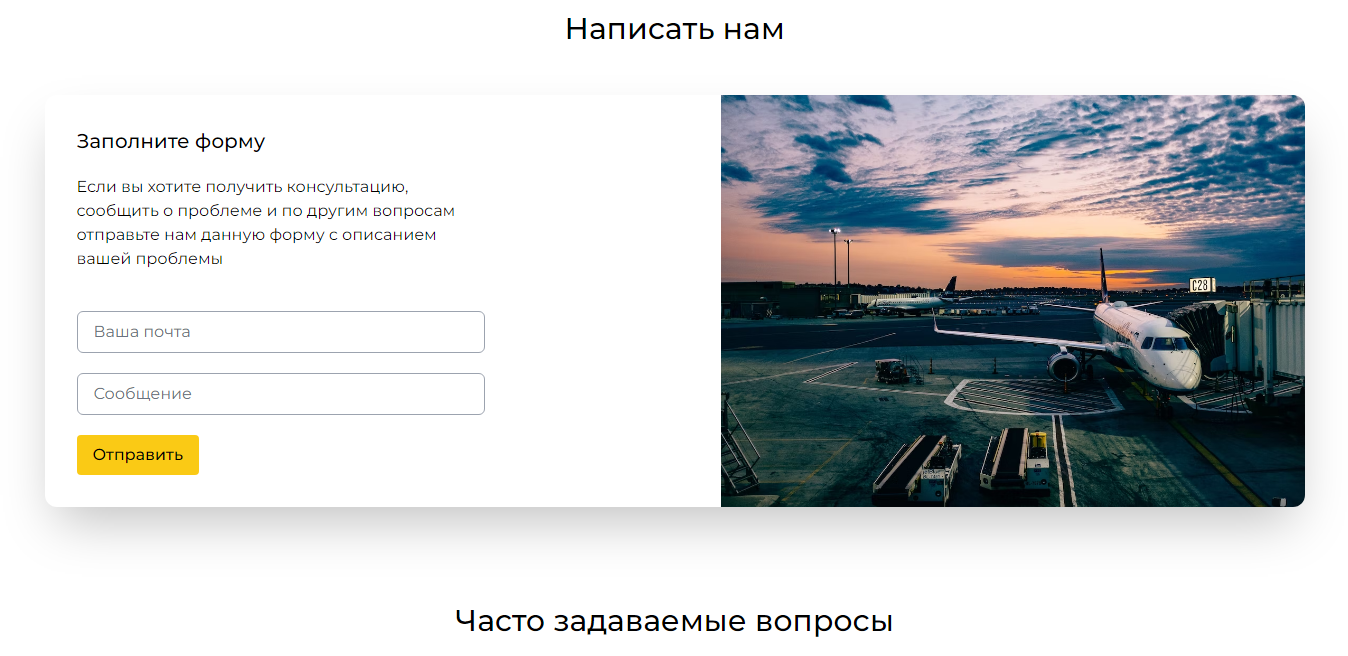 Написать нам
Заполните форму
Если вы хотите получить консультацию,
сообщить о проблеме и по другим вопросам
отправьте нам данную форму с описанием
вашей проблемы
Ваша почта
Сообщение
Отправить
C28
Часто задаваемые вопросы